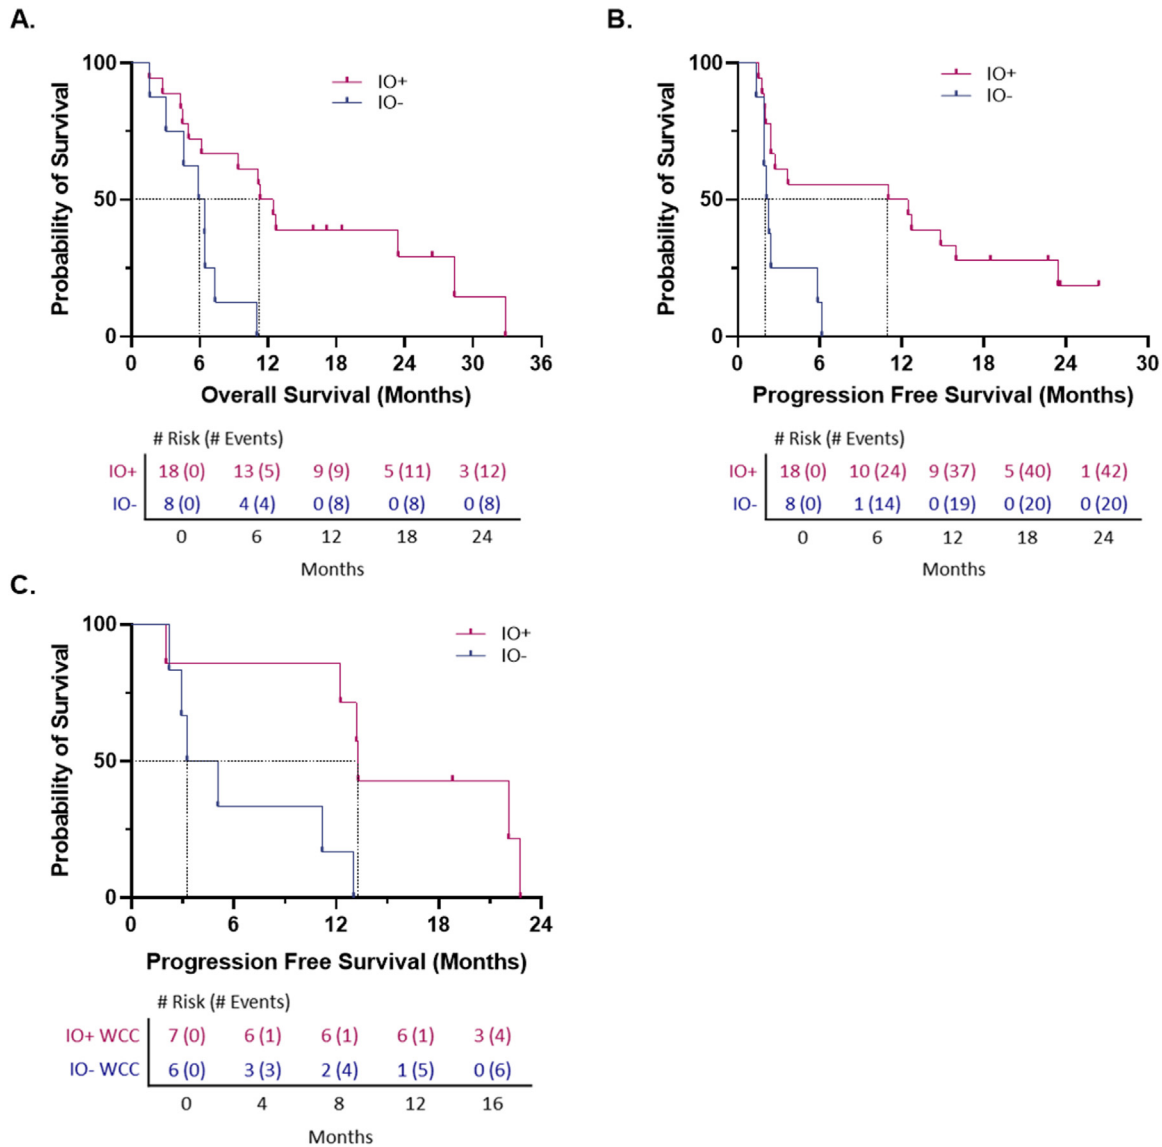 A.
100
50
0
Probability of Survival
IO+
IO-
0 6 12 18 24 30 36
Overall Survival (Months)
# Risk (# Events)
IO+ 18 (0) 13 (5) 9 (9) 5 (11) 3 (12)
IO- 8 (0) 4 (4) 0 (8) 0 (8) 0 (8)
0 6 12 18 24
Months
B.
100
50
0
Probability of Survival
IO+
IO-
0 6 12 18 24 30
Progression Free Survival (Months)
# Risk (# Events)
IO+ 18 (0) 10 (24) 9 (37) 5 (40) 1 (42)
IO- 8 (0) 1 (14) 0 (19) 0 (20) 0 (20)
0 6 12 18 24
Months
C.
100
50
0
Probability of Survival
IO+
IO-
0 6 12 18 24
Progression Free Survival (Months)
# Risk (# Events)
IO+ WCC 7 (0) 6 (1) 6 (1) 6 (1) 3 (4)
IO- WCC 6 (0) 3 (3) 2 (4) 1 (5) 0 (6)
0 4 8 12 16
Months